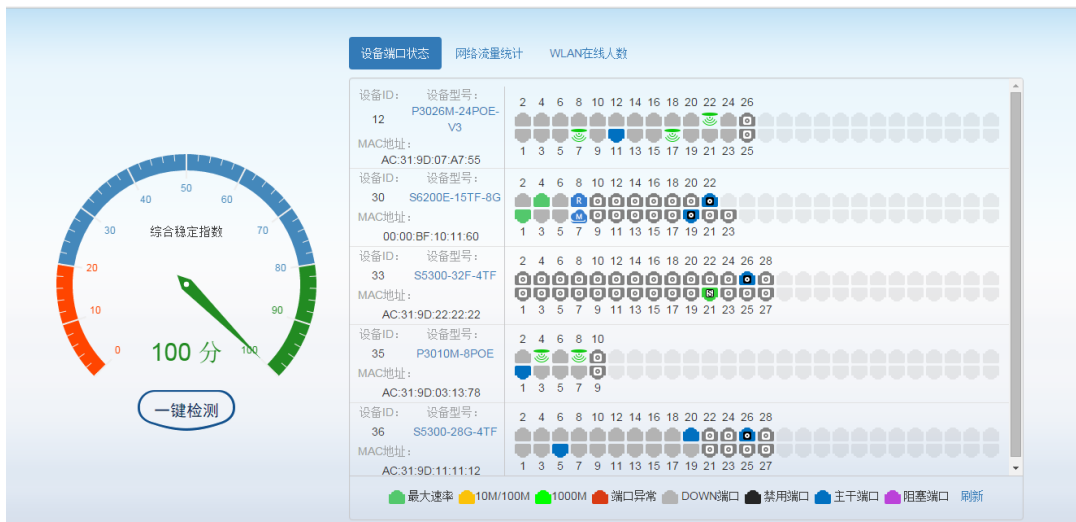 设备端口状态 网络流量统计 WLAN在线人数
设备ID： 设备型号：
12 P3026M-24POE-V3
MAC地址：
AC:31:9D:07:A7:55
2 4 6 8 10 12 14 16 18 20 22 24 26
1 3 5 7 9 11 13 15 17 19 21 23 25
设备ID： 设备型号：
30 S6200E-15TF-8G
MAC地址：
00:00:BF:10:11:60
2 4 6 8 10 12 14 16 18 20 22
R
M
1 3 5 7 9 11 13 15 17 19 21 23
设备ID： 设备型号：
33 S5300-32F-4TF
MAC地址：
AC:31:9D:22:22:22
2 4 6 8 10 12 14 16 18 20 22 24 26 28
1 3 5 7 9 11 13 15 17 19 21 23 25 27
设备ID： 设备型号：
35 P3010M-8POE
MAC地址：
AC:31:9D:03:13:78
2 4 6 8 10
1 3 5 7 9
设备ID： 设备型号：
36 S5300-28G-4TF
MAC地址：
AC:31:9D:11:11:12
2 4 6 8 10 12 14 16 18 20 22 24 26 28
1 3 5 7 9 11 13 15 17 19 21 23 25 27
最大速率 10M/100M 1000M 端口异常 DOWN端口 禁用端口 主干端口 阻塞端口 刷新
0 10 20 30 40 50 60 70 80 90 100
综合稳定指数
100 分
一键检测